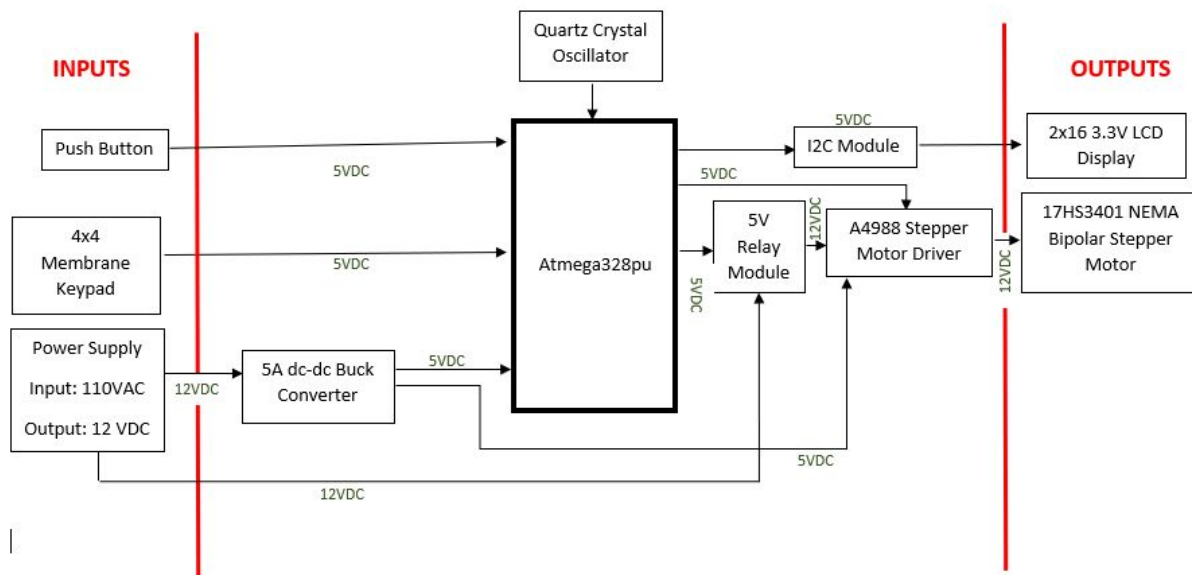 Quartz Crystal
Oscillator
INPUTS
OUTPUTS
Push Button
5VDC
I2C Module
5VDC
2x16 3.3V LCD
Display
5VDC
4x4
Membrane
Keypad
5VDC
Atmega328pu
5V
Relay
Module
5VDC
12VDC
A4988 Stepper
Motor Driver
12VDC
17HS3401 NEMA
Bipolar Stepper
Motor
Power Supply
Input: 110VAC
Output: 12 VDC
12VDC
5A dc-dc Buck
Converter
5VDC
5VDC
12VDC